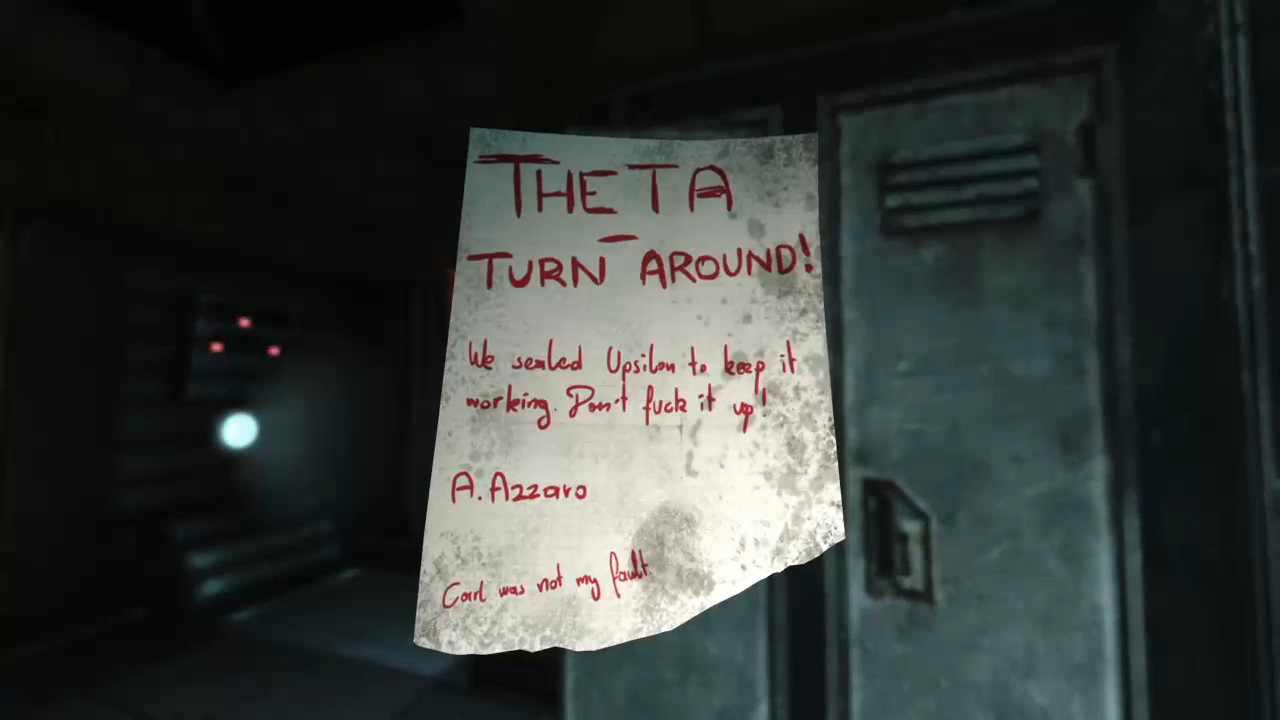 THETA
TURN AROUND!
We sealed Upsilon to keep it
working. Don't fuck it up!
A. Azzaro
Carl was not my fault.